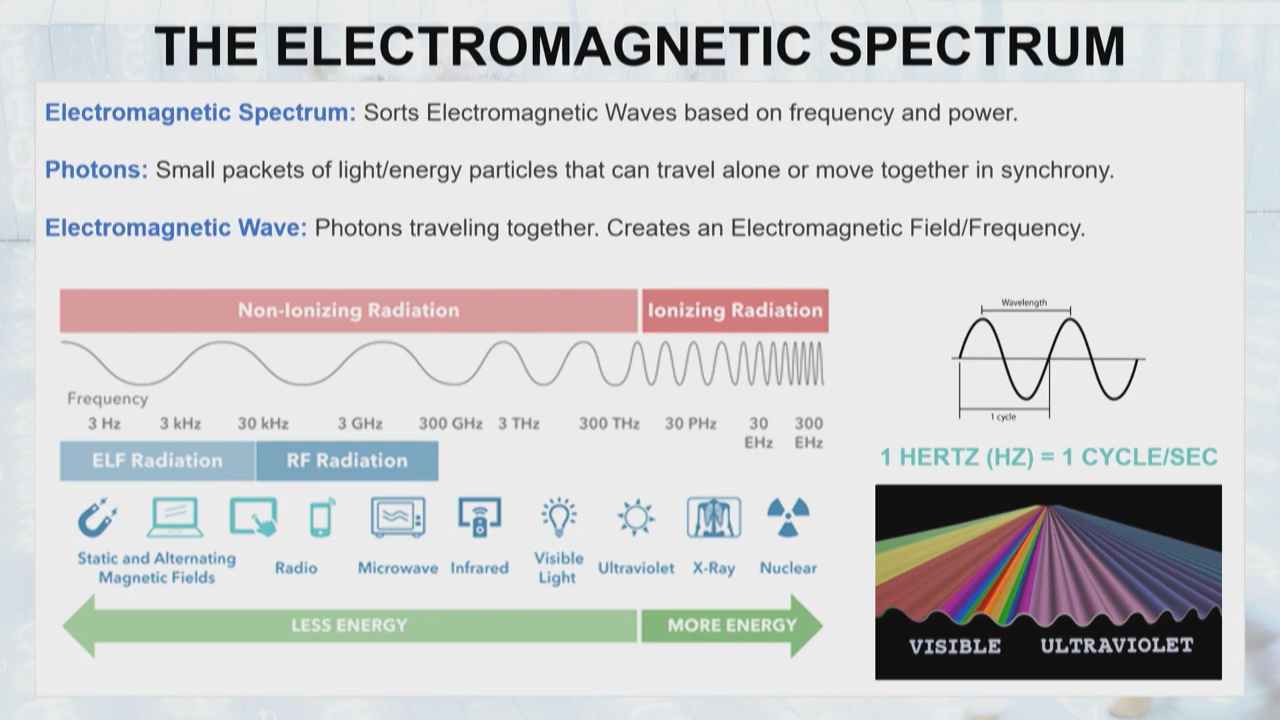 THE ELECTROMAGNETIC SPECTRUM
Electromagnetic Spectrum: Sorts Electromagnetic Waves based on frequency and power.
Photons: Small packets of light/energy particles that can travel alone or move together in synchrony.
Electromagnetic Wave: Photons traveling together. Creates an Electromagnetic Field/Frequency.
Non-Ionizing Radiation
Ionizing Radiation
Frequency
3 Hz 3 kHz 30 kHz 3 GHz 300 GHz 3 THz 300 THz 30 PHz 30 300
EHz EHz
ELF Radiation
RF Radiation
Static and Alternating
Magnetic Fields
Radio
Microwave
Infrared
Visible
Light
Ultraviolet
X-Ray
Nuclear
LESS ENERGY
MORE ENERGY
Wavelength
1 cycle
1 HERTZ (HZ) = 1 CYCLE/SEC
VISIBLE ULTRAVIOLET